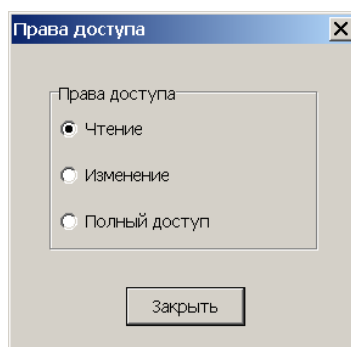 Права доступа
Права доступа
Чтение
Изменение
Полный доступ
Закрыть